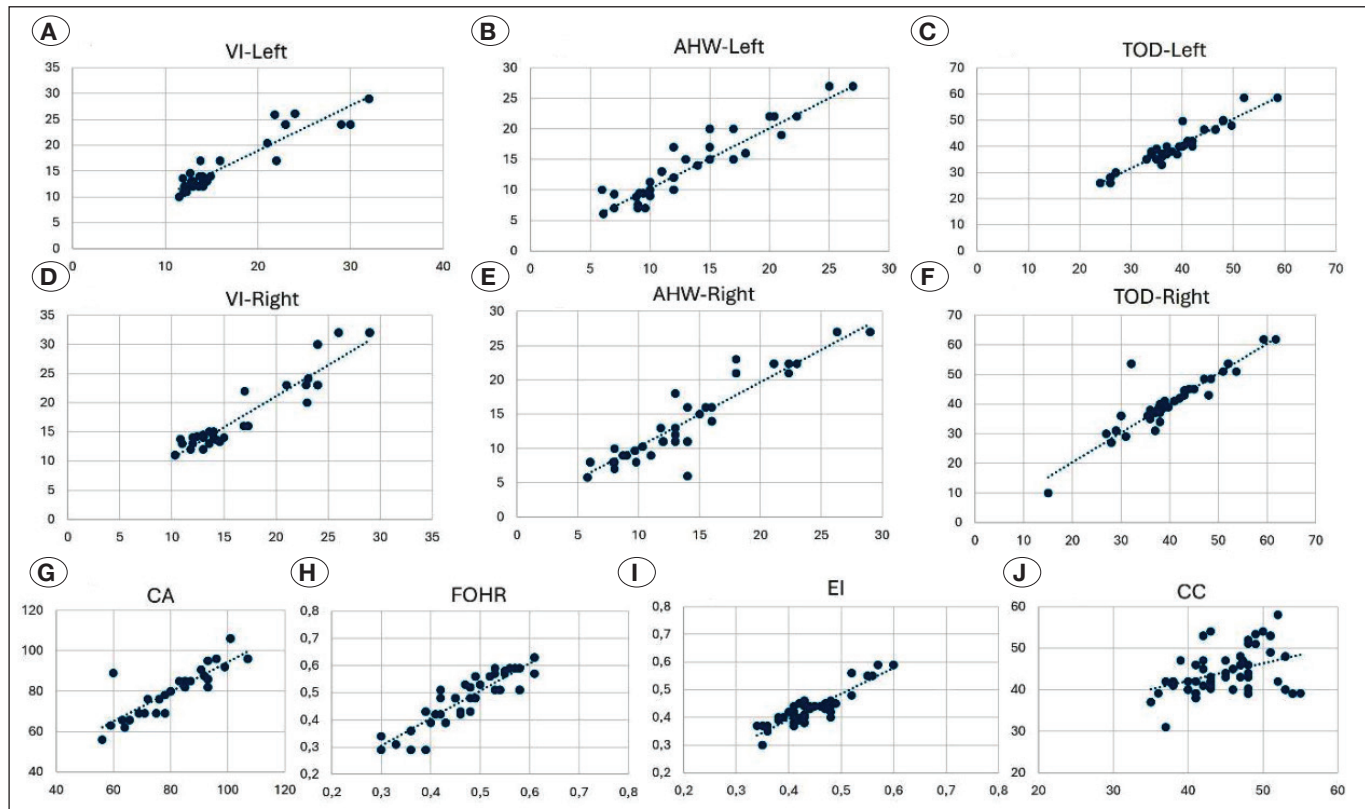 A
VI-Left
35
30
25
20
15
10
5
0
0 10 20 30 40
B
AHW-Left
30
25
20
15
10
5
0
0 5 10 15 20 25 30
C
TOD-Left
70
60
50
40
30
20
10
0
0 10 20 30 40 50 60 70
D
VI-Right
35
30
25
20
15
10
5
0
0 5 10 15 20 25 30 35
E
AHW-Right
30
25
20
15
10
5
0
0 5 10 15 20 25 30
F
TOD-Right
70
60
50
40
30
20
10
0
0 10 20 30 40 50 60 70
G
CA
120
100
80
60
40
40 60 80 100 120
H
FOHR
0,8
0,7
0,6
0,5
0,4
0,3
0,2
0,2 0,3 0,4 0,5 0,6 0,7 0,8
I
EI
0,8
0,7
0,6
0,5
0,4
0,3
0,2
0,2 0,3 0,4 0,5 0,6 0,7 0,8
J
CC
60
50
40
30
20
20 30 40 50 60